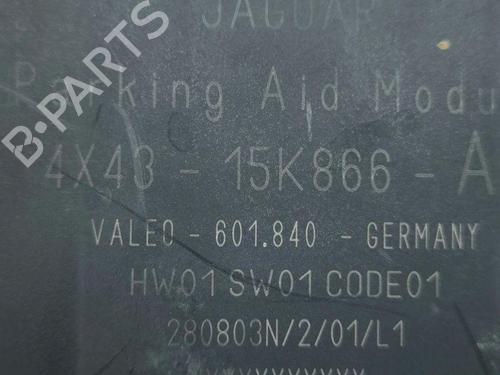 JAGUAR
Parking Aid Modu
4X43 - 15K866 - A
VALEO - 601.840 - GERMANY
HW01 SW01 CODE01
280803N/2/01/L1
B-PARTS